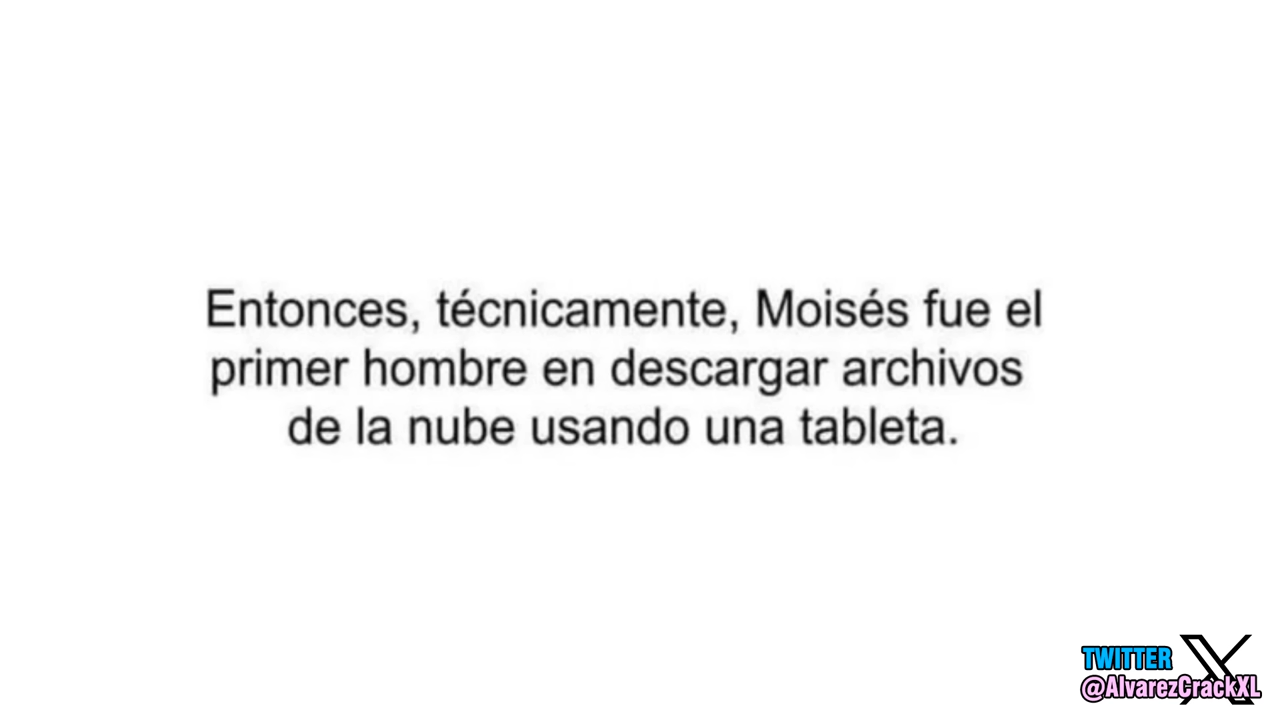 Entonces, técnicamente, Moisés fue el
primer hombre en descargar archivos
de la nube usando una tableta.
TWITTER X
@AlvarezCrackXL